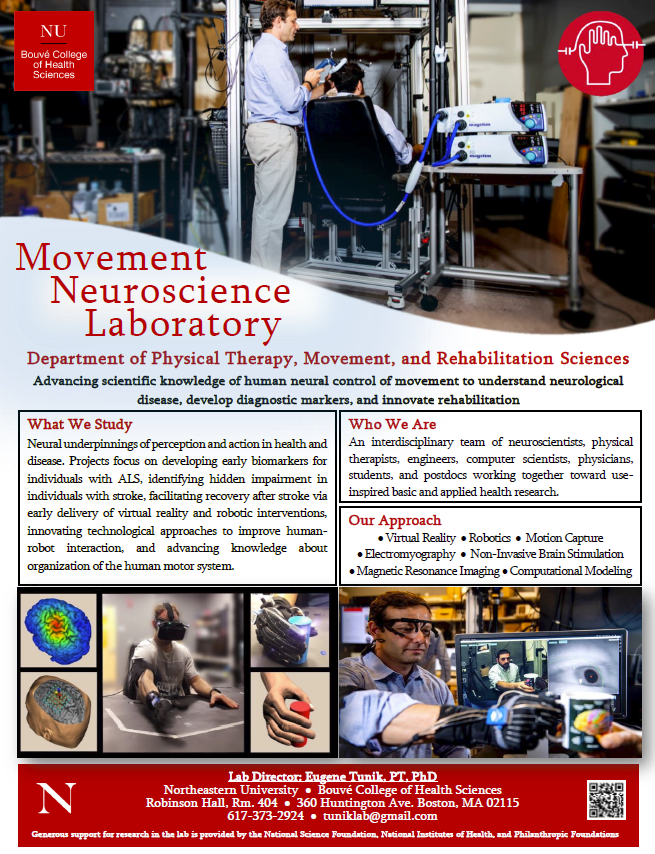 NU
Bouvé College
of Health
Sciences
magstim
magstim
Movement
Neuroscience
Laboratory
Department of Physical Therapy, Movement, and Rehabilitation Sciences
Advancing scientific knowledge of human neural control of movement to understand neurological
disease, develop diagnostic markers, and innovate rehabilitation
What We Study
Neural underpinnings of perception and action in health and
disease. Projects focus on developing early biomarkers for
individuals with ALS, identifying hidden impairment in
individuals with stroke, facilitating recovery after stroke via
early delivery of virtual reality and robotic interventions,
innovating technological approaches to improve human-
robot interaction, and advancing knowledge about
organization of the human motor system.
Who We Are
An interdisciplinary team of neuroscientists, physical
therapists, engineers, computer scientists, physicians,
students, and postdocs working together toward use-
inspired basic and applied health research.
Our Approach
• Virtual Reality • Robotics • Motion Capture
• Electromyography • Non-Invasive Brain Stimulation
• Magnetic Resonance Imaging • Computational Modeling
N
Lab Director: Eugene Tunik, PT, PhD
Northeastern University • Bouvé College of Health Sciences
Robinson Hall, Rm. 404 • 360 Huntington Ave. Boston, MA 02115
617-373-2924 • tuniklab@gmail.com
Generous support for research in the lab is provided by the National Science Foundation, National Institutes of Health, and Philanthropic Foundations